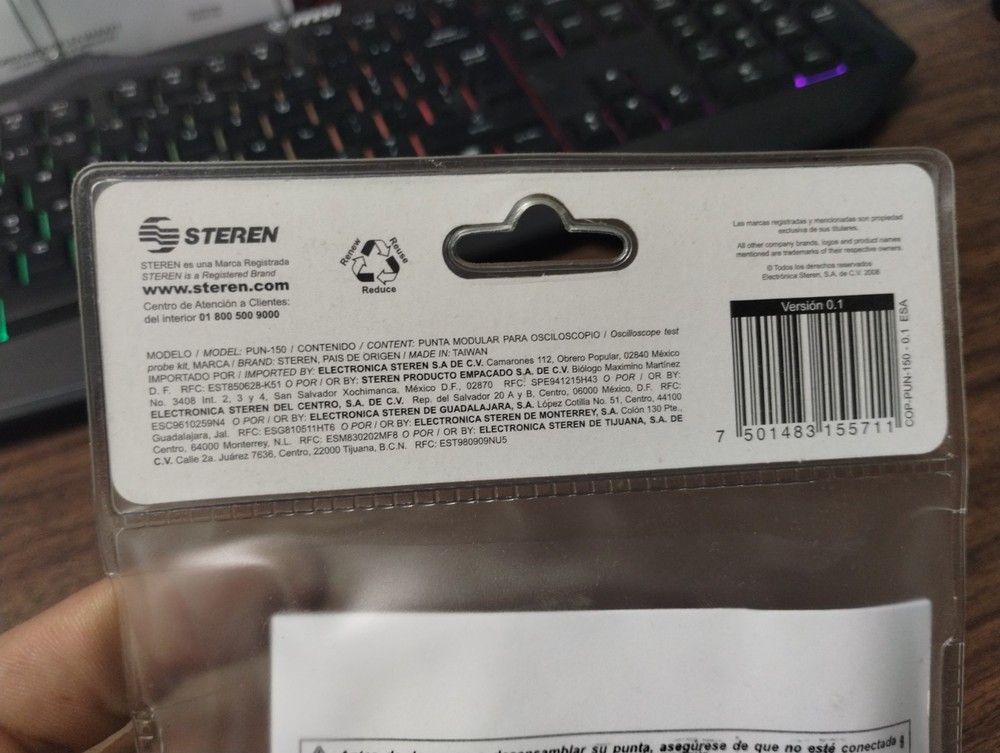 STEREN
STEREN es una Marca Registrada
STEREN is a Registered Brand
www.steren.com
Centro de Atención a Clientes:
del interior 01 800 500 9000
Renew
Reuse
Reduce
Las marcas registradas y mencionadas son propiedad
exclusiva de sus titulares.
All other company brands, logos and product names
mentioned are trademarks of their respective owners.
© Todos los derechos reservados
Electrónica Steren, S.A. de C.V. 2008
Versión 0.1
COP-PUN-150 - 0.1 ESA
7 501483 155711
MODELO / MODEL: PUN-150 / CONTENIDO / CONTENT: PUNTA MODULAR PARA OSCILOSCOPIO / Oscilloscope test
probe kit, MARCA / BRAND: STEREN, PAIS DE ORIGEN / MADE IN: TAIWAN
IMPORTADO POR / IMPORTED BY: ELECTRONICA STEREN S.A DE C.V. Camarones 112, Obrero Popular, 02840 México
D. F. RFC: EST850628-K51 O POR / OR BY: STEREN PRODUCTO EMPACADO S.A. DE C.V. Biólogo Maximino Martínez
No. 3408 Int. 2, 3 y 4, San Salvador Xochimanca, México D.F., 02870 RFC: SPE941215H43 O POR / OR BY:
ELECTRONICA STEREN DEL CENTRO, S.A. DE C.V. Rep. del Salvador 20 A y B, Centro, 06000 México, D.F. RFC:
ESC9610259N4 O POR / OR BY: ELECTRONICA STEREN DE GUADALAJARA, S.A. López Cotilla No. 51, Centro, 44100
Guadalajara, Jal. RFC: ESG810511HT6 O POR / OR BY: ELECTRONICA STEREN DE MONTERREY, S.A. Colón 130 Pte.,
Centro, 64000 Monterrey, N.L. RFC: ESM830202MF8 O POR / OR BY: ELECTRONICA STEREN DE TIJUANA, S.A. DE
C.V. Calle 2a. Juárez 7636, Centro, 22000 Tijuana, B.C.N. RFC: EST980909NU5
su punta, asegúrese de que no esté conectada